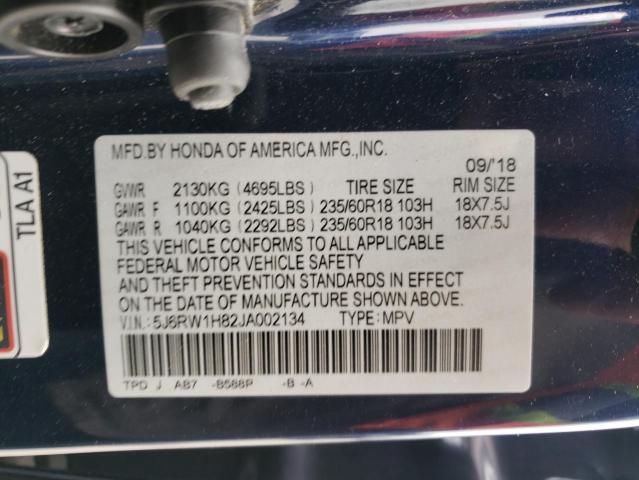 MFD.BY HONDA OF AMERICA MFG.,INC.
09/'18
GVWR 2130KG (4695LBS) TIRE SIZE RIM SIZE
GAWR F 1100KG (2425LBS) 235/60R18 103H 18X7.5J
GAWR R 1040KG (2292LBS) 235/60R18 103H 18X7.5J
THIS VEHICLE CONFORMS TO ALL APPLICABLE
FEDERAL MOTOR VEHICLE SAFETY
AND THEFT PREVENTION STANDARDS IN EFFECT
ON THE DATE OF MANUFACTURE SHOWN ABOVE.
V.I.N.: 5J6RW1H82JA002134 TYPE: MPV
TPD J AB7 -B588P -B -A
TLA A1